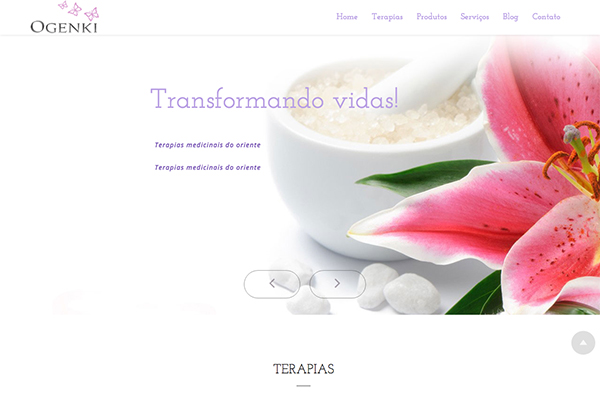 OGENKI
Home Terapias Produtos Serviços Blog Contato
Transformando vidas!
Terapias medicinais do oriente
Terapias medicinais do oriente
TERAPIAS